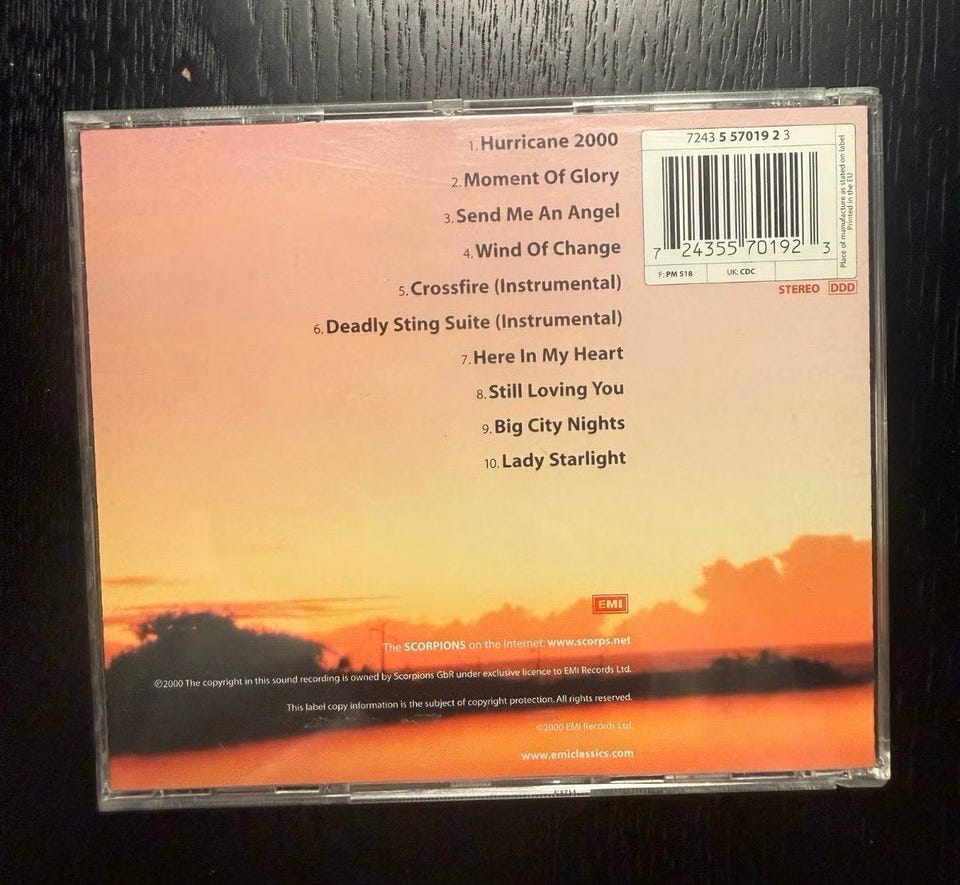 1. Hurricane 2000
2. Moment Of Glory
3. Send Me An Angel
4. Wind Of Change
5. Crossfire (Instrumental)
6. Deadly Sting Suite (Instrumental)
7. Here In My Heart
8. Still Loving You
9. Big City Nights
10. Lady Starlight
7243 5 57019 2 3
7 24355 70192 3
F: PM 518
UK: CDC
Place of manufacture as stated on label
Printed in the EU
STEREO DDD
EMI
The SCORPIONS on the Internet: www.scorps.net
℗2000 The copyright in this sound recording is owned by Scorpions GbR under exclusive licence to EMI Records Ltd.
This label copy information is the subject of copyright protection. All rights reserved.
©2000 EMI Records Ltd.
www.emiclassics.com